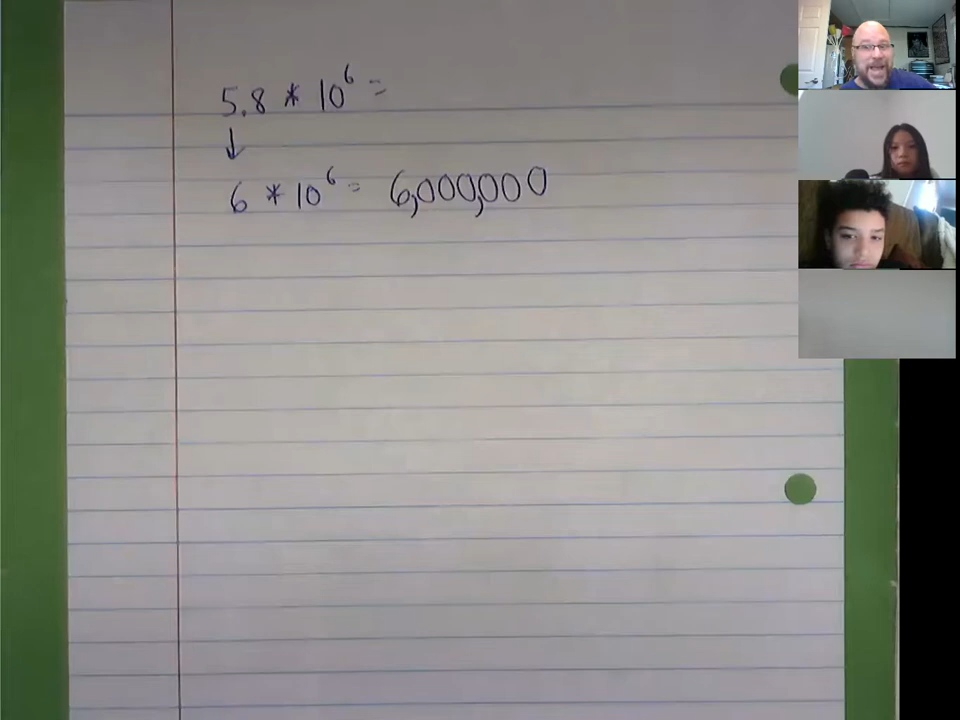 5.8 * 10⁶ =
↓
6 * 10⁶ = 6,000,000